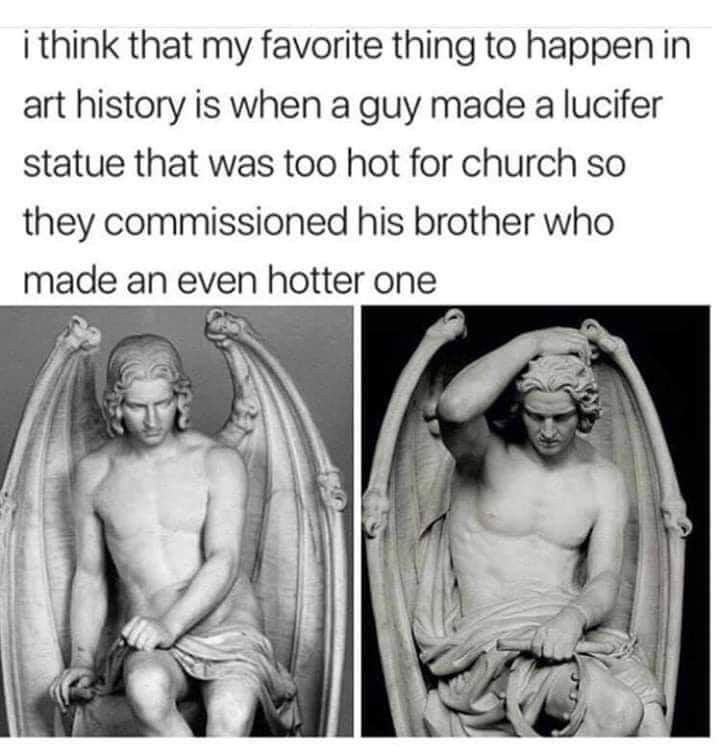 i think that my favorite thing to happen in
art history is when a guy made a lucifer
statue that was too hot for church so
they commissioned his brother who
made an even hotter one